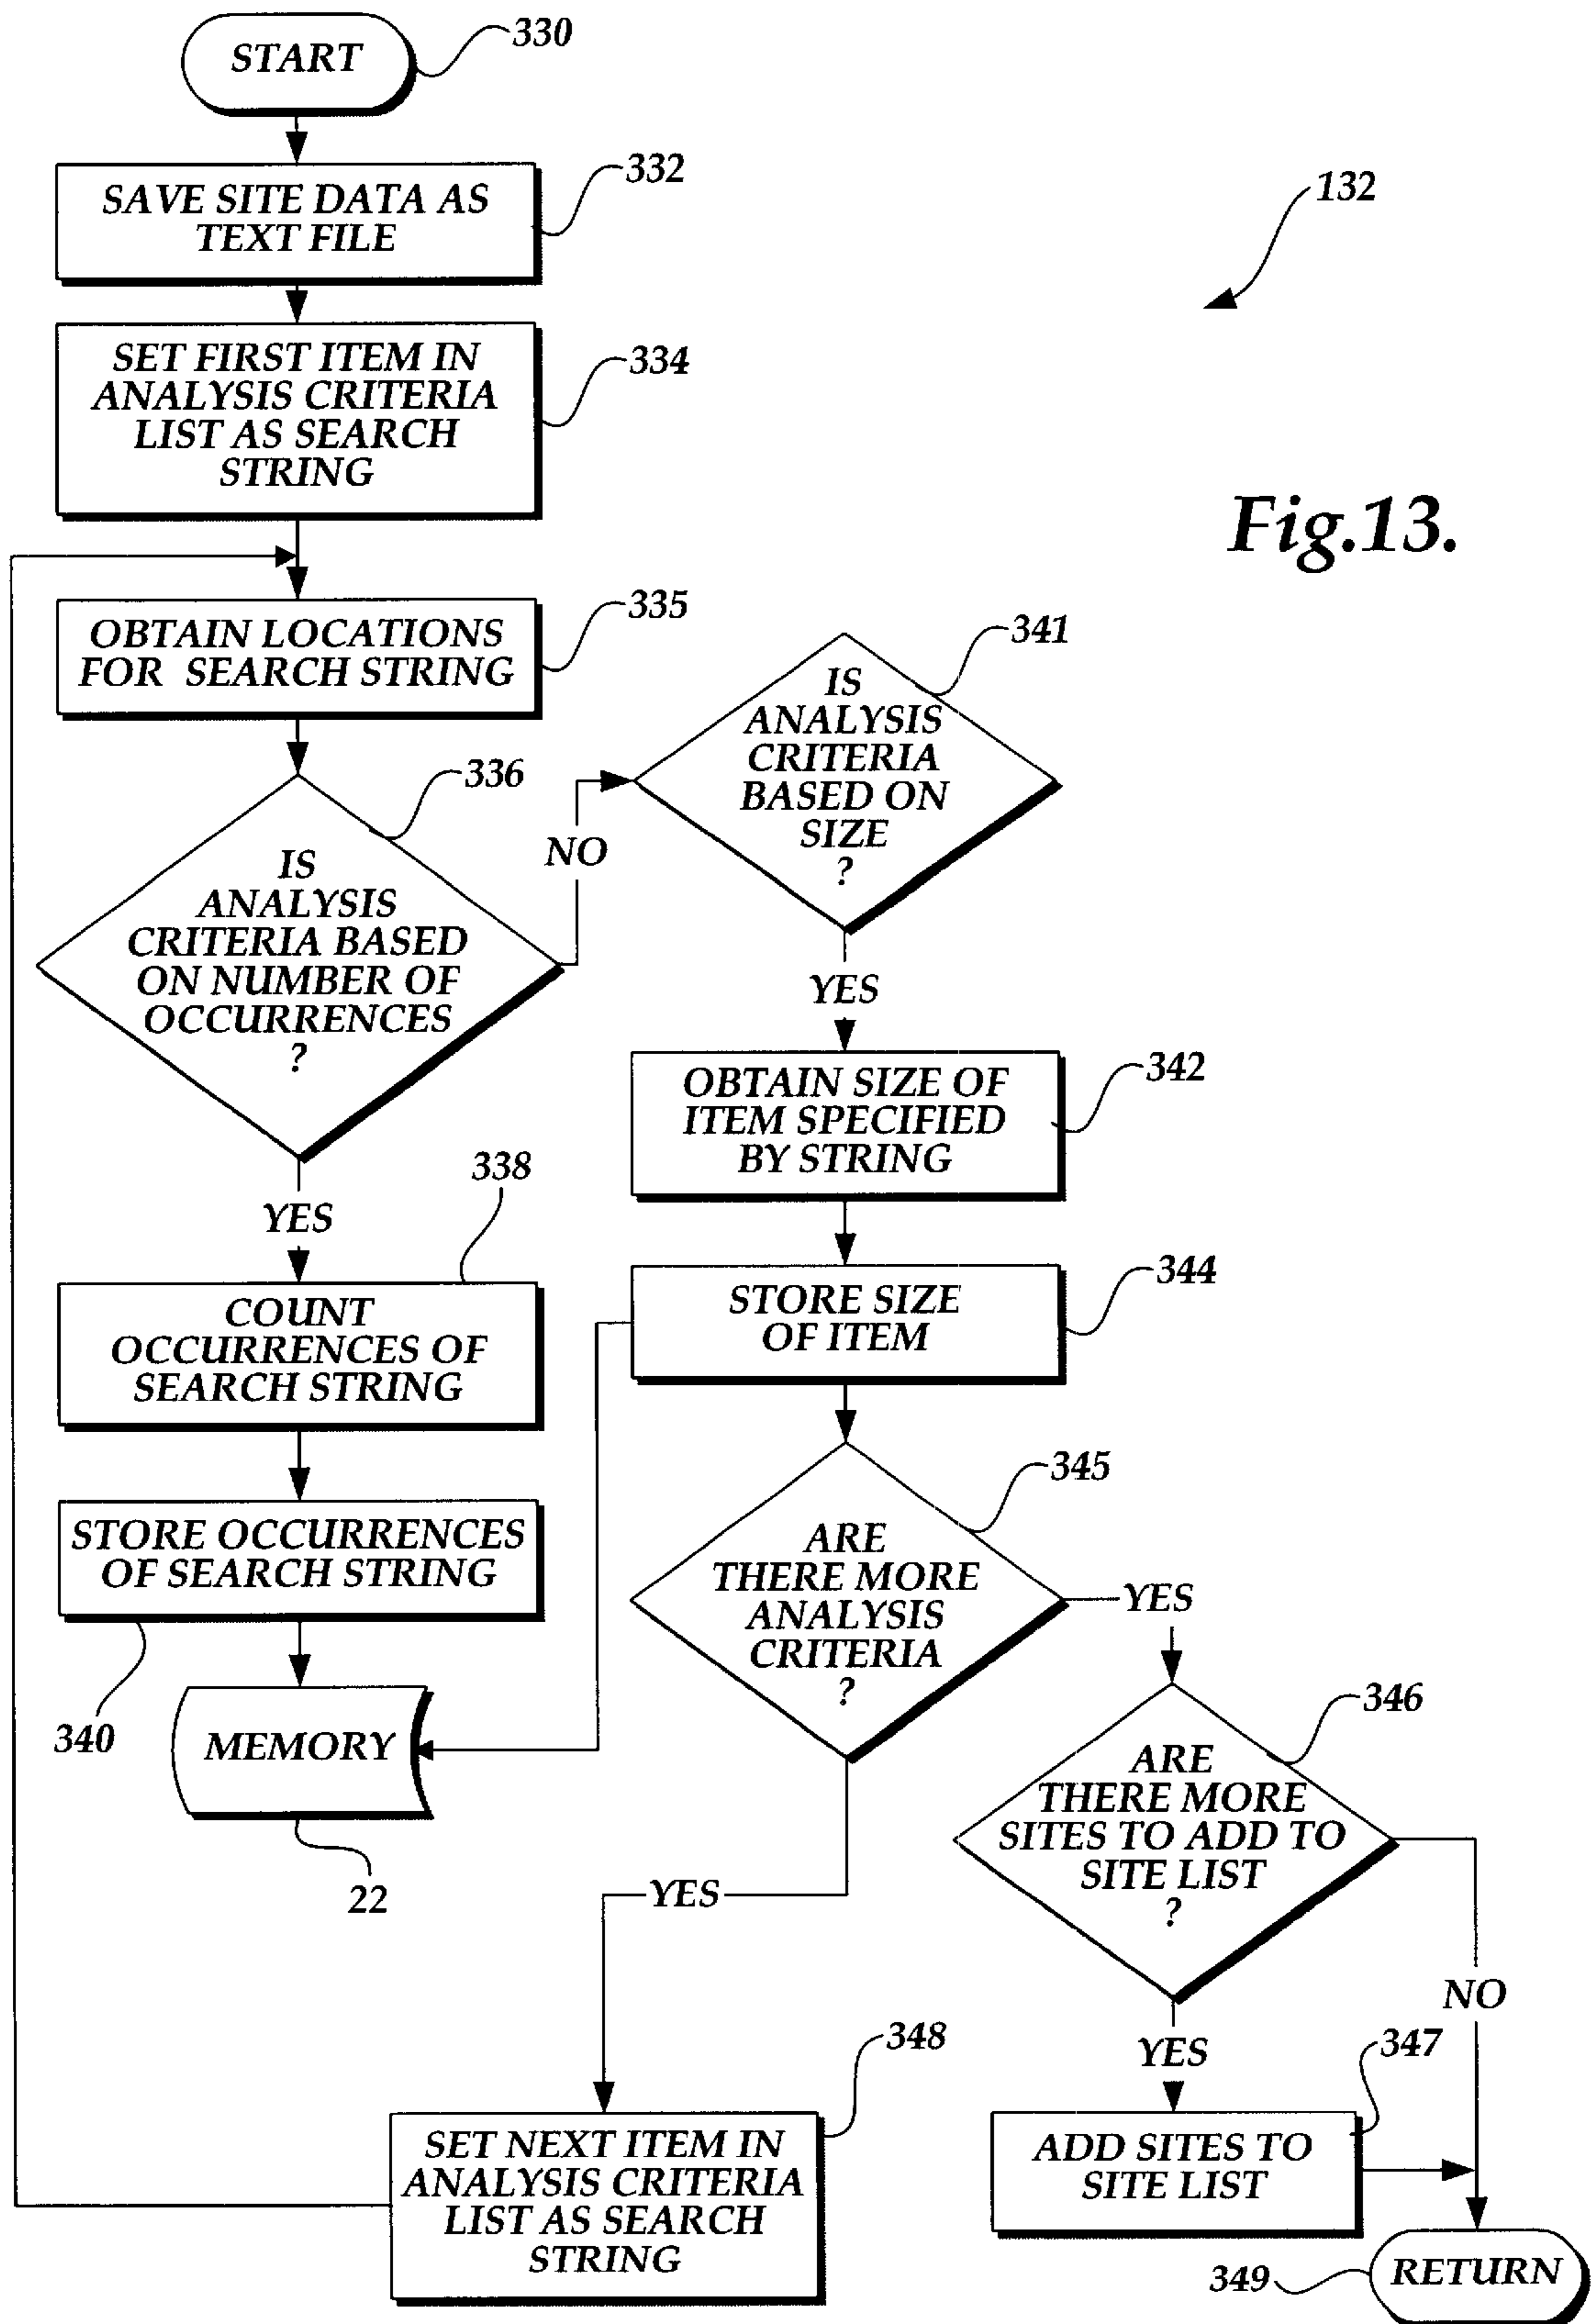 START
330
SAVE SITE DATA AS
TEXT FILE
332
132
SET FIRST ITEM IN
ANALYSIS CRITERIA
LIST AS SEARCH
STRING
334
Fig.13.
OBTAIN LOCATIONS
FOR SEARCH STRING
335
IS
ANALYSIS
CRITERIA BASED
ON NUMBER OF
OCCURRENCES
?
336
NO
IS
ANALYSIS
CRITERIA
BASED ON
SIZE
?
341
YES
YES
COUNT
OCCURRENCES OF
SEARCH STRING
338
STORE OCCURRENCES
OF SEARCH STRING
340
MEMORY
22
OBTAIN SIZE OF
ITEM SPECIFIED
BY STRING
342
STORE SIZE
OF ITEM
344
ARE
THERE MORE
ANALYSIS
CRITERIA
?
345
YES
YES
ARE
THERE MORE
SITES TO ADD TO
SITE LIST
?
346
NO
YES
SET NEXT ITEM IN
ANALYSIS CRITERIA
LIST AS SEARCH
STRING
348
ADD SITES TO
SITE LIST
347
RETURN
349